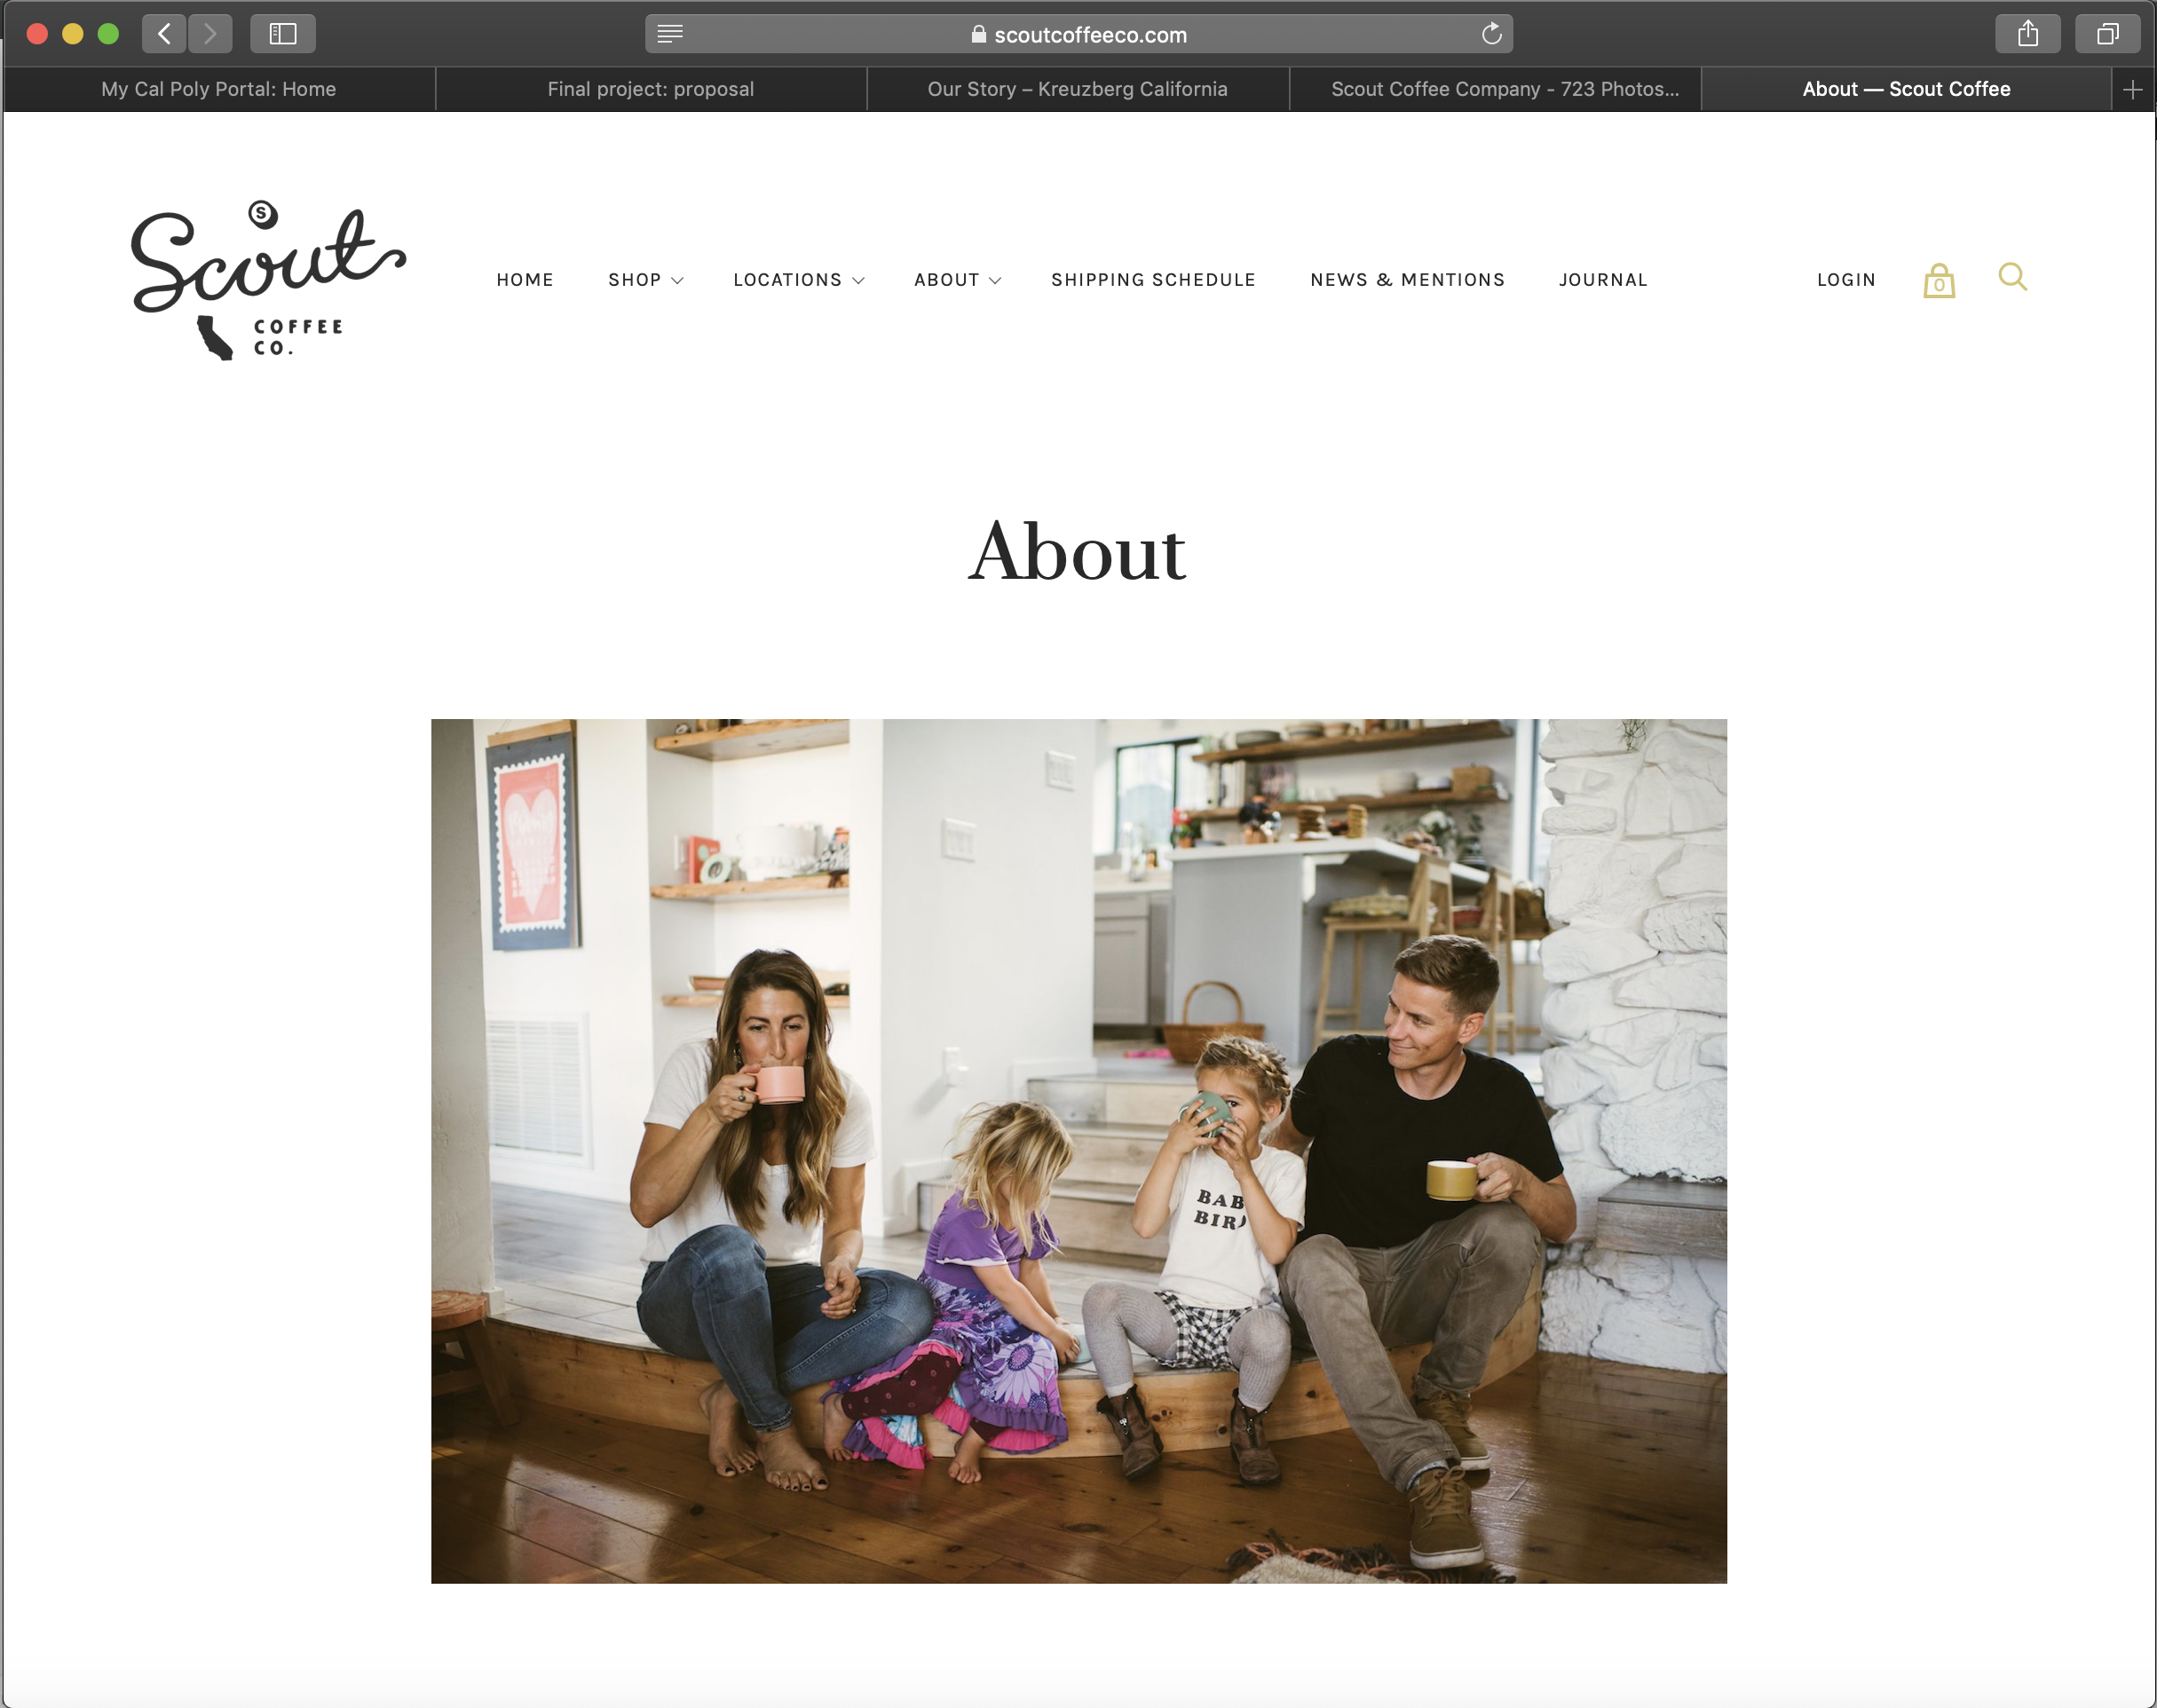 scoutcoffeeco.com
My Cal Poly Portal: Home
Final project: proposal
Our Story – Kreuzberg California
Scout Coffee Company - 723 Photos...
About — Scout Coffee
S
Scout
COFFEE
CO.
HOME
SHOP
LOCATIONS
ABOUT
SHIPPING SCHEDULE
NEWS & MENTIONS
JOURNAL
LOGIN
0
About
BAB
BIR